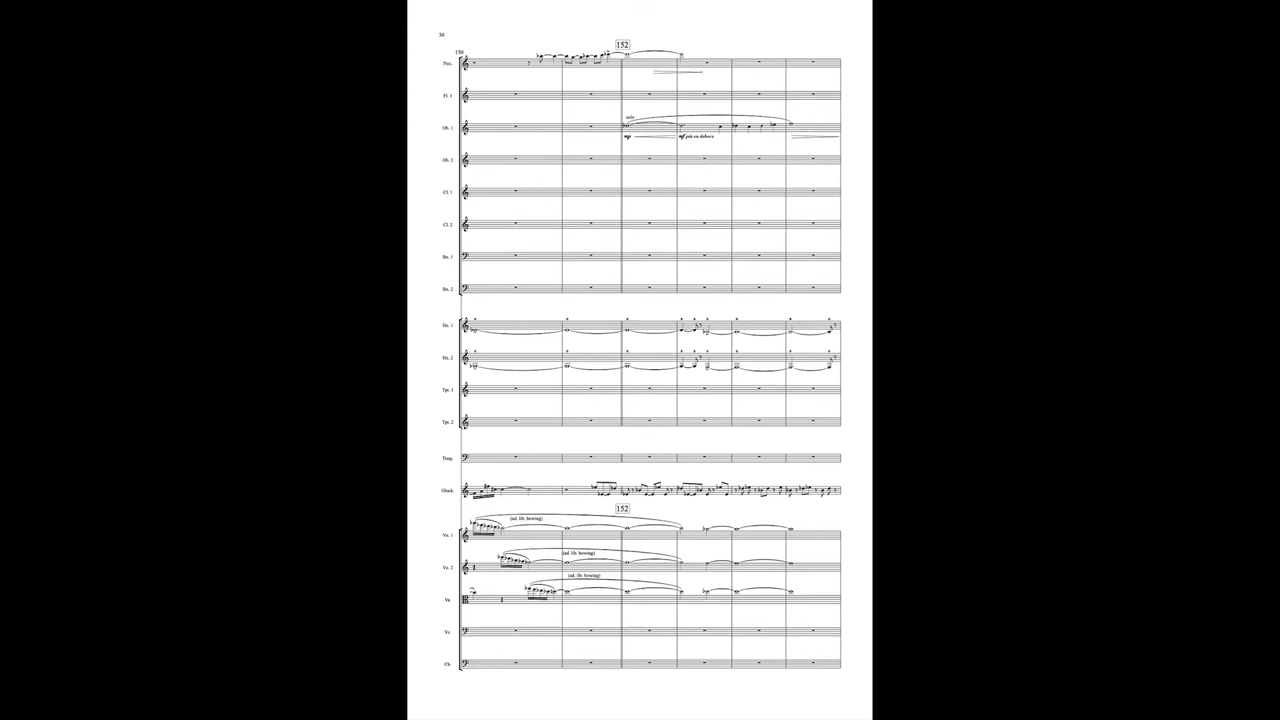 30
152
150
Picc.
Fl. 1
solo
Ob. 1
mp
mf più en dehors
Ob. 2
Cl. 1
Cl. 2
Bn. 1
Bn. 2
Hn. 1
Hn. 2
Tpt. 1
Tpt. 2
Timp.
Glock.
152
(ad. lib. bowing)
Vn. 1
(ad. lib. bowing)
Vn. 2
(ad. lib. bowing)
Va.
Vc.
Cb.